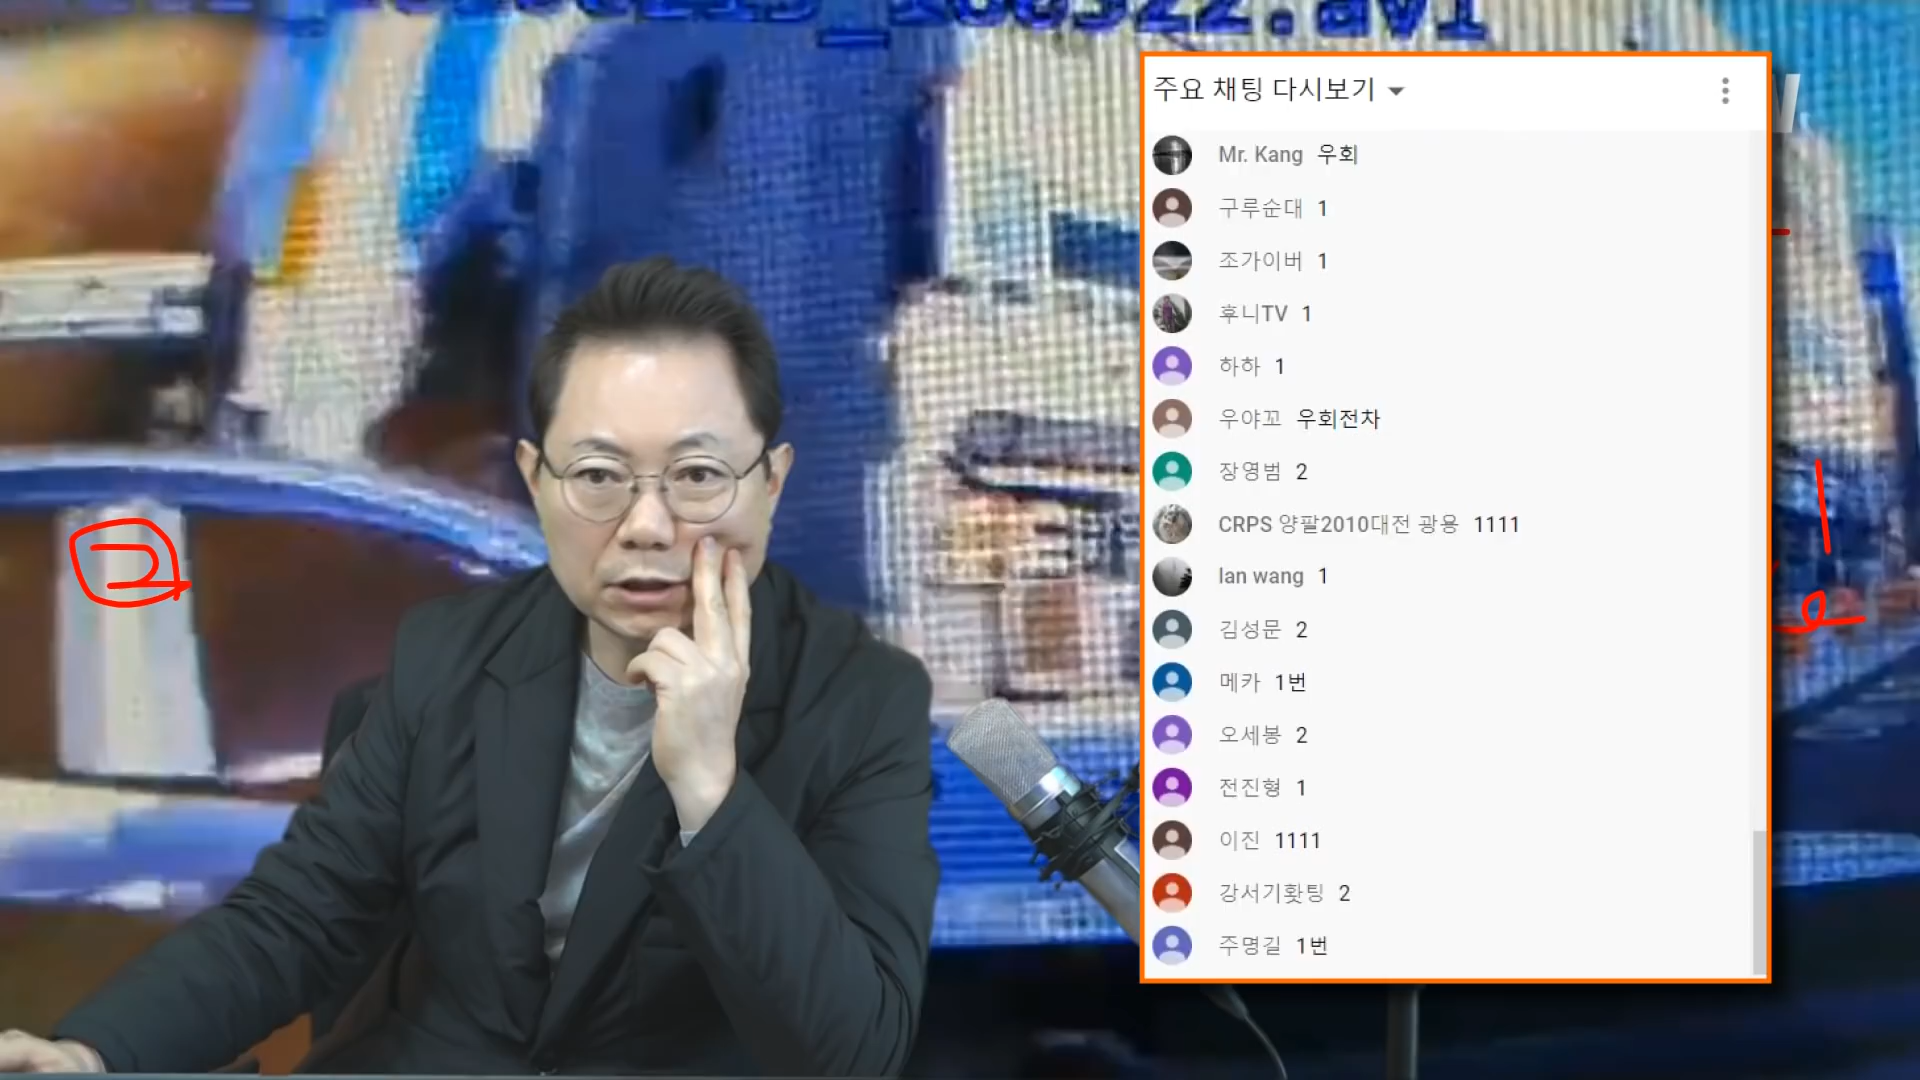 주요 채팅 다시보기
Mr. Kang 우회
구루순대 1
조가이버 1
후니TV 1
하하 1
우야꼬 우회전차
장영범 2
CRPS 양팔2010대전 광용 1111
lan wang 1
김성문 2
메카 1번
오세봉 2
전진형 1
이진 1111
강서기홧팅 2
주명길 1번
2